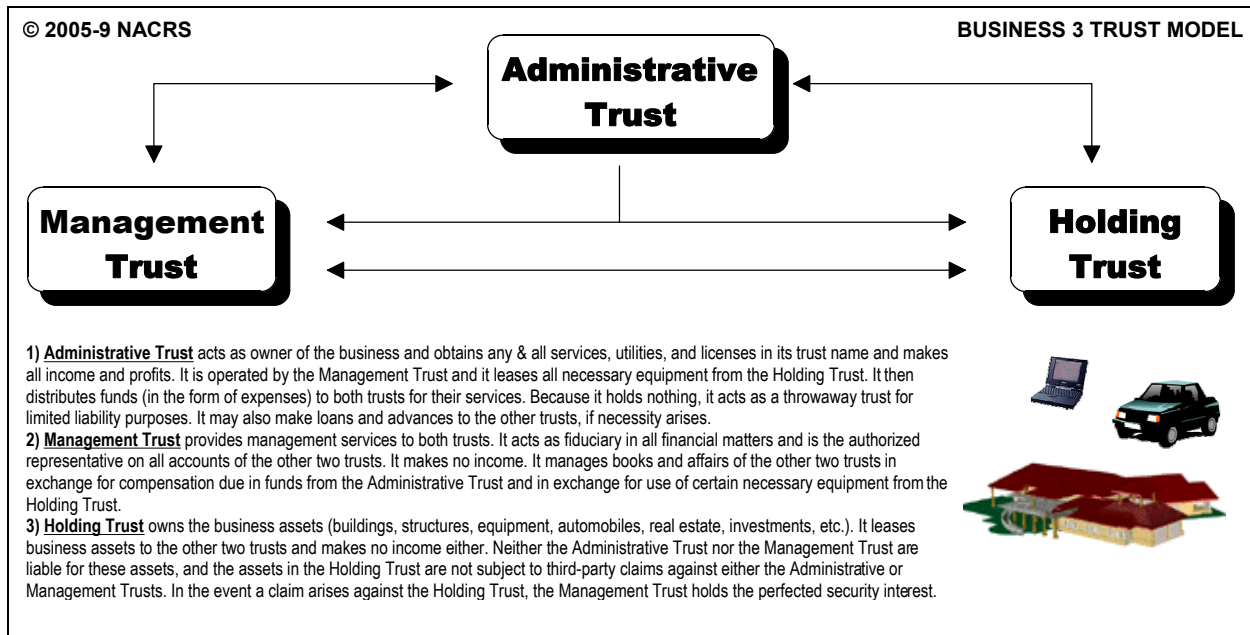 © 2005-9 NACRS
BUSINESS 3 TRUST MODEL
Administrative
Trust
Management
Trust
Holding
Trust
1) Administrative Trust acts as owner of the business and obtains any & all services, utilities, and licenses in its trust name and makes
all income and profits. It is operated by the Management Trust and it leases all necessary equipment from the Holding Trust. It then
distributes funds (in the form of expenses) to both trusts for their services. Because it holds nothing, it acts as a throwaway trust for
limited liability purposes. It may also make loans and advances to the other trusts, if necessity arises.
2) Management Trust provides management services to both trusts. It acts as fiduciary in all financial matters and is the authorized
representative on all accounts of the other two trusts. It makes no income. It manages books and affairs of the other two trusts in
exchange for compensation due in funds from the Administrative Trust and in exchange for use of certain necessary equipment from the
Holding Trust.
3) Holding Trust owns the business assets (buildings, structures, equipment, automobiles, real estate, investments, etc.). It leases
business assets to the other two trusts and makes no income either. Neither the Administrative Trust nor the Management Trust are
liable for these assets, and the assets in the Holding Trust are not subject to third-party claims against either the Administrative or
Management Trusts. In the event a claim arises against the Holding Trust, the Management Trust holds the perfected security interest.